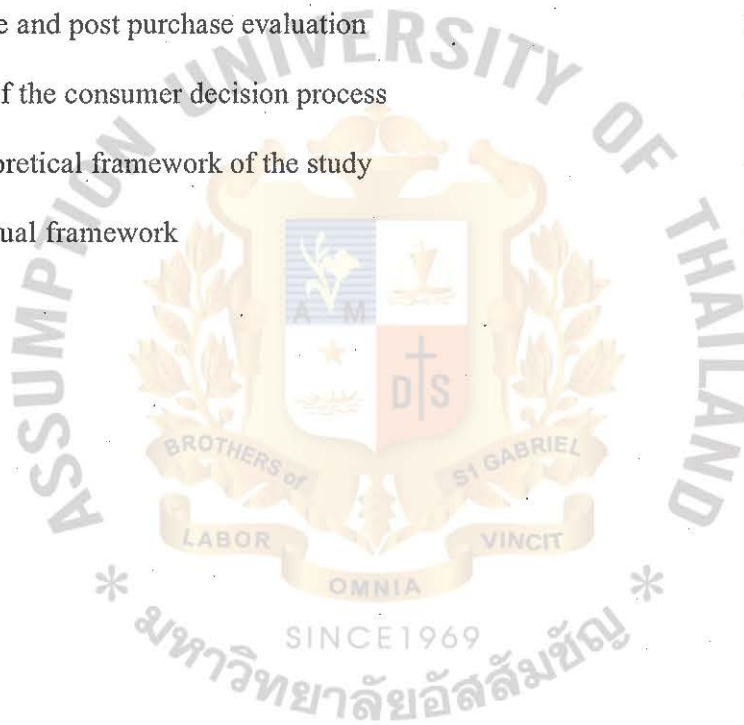 e and post purchase evaluation
f the consumer decision process
oretical framework of the study
ual framework
ASSUMPTION UNIVERSITY OF THAILAND
A M
D S
BROTHERS of ST GABRIEL
LABOR OMNIA VINCIT
SINCE 1969
* มหาวิทยาลัยอัสสัมชัญ *